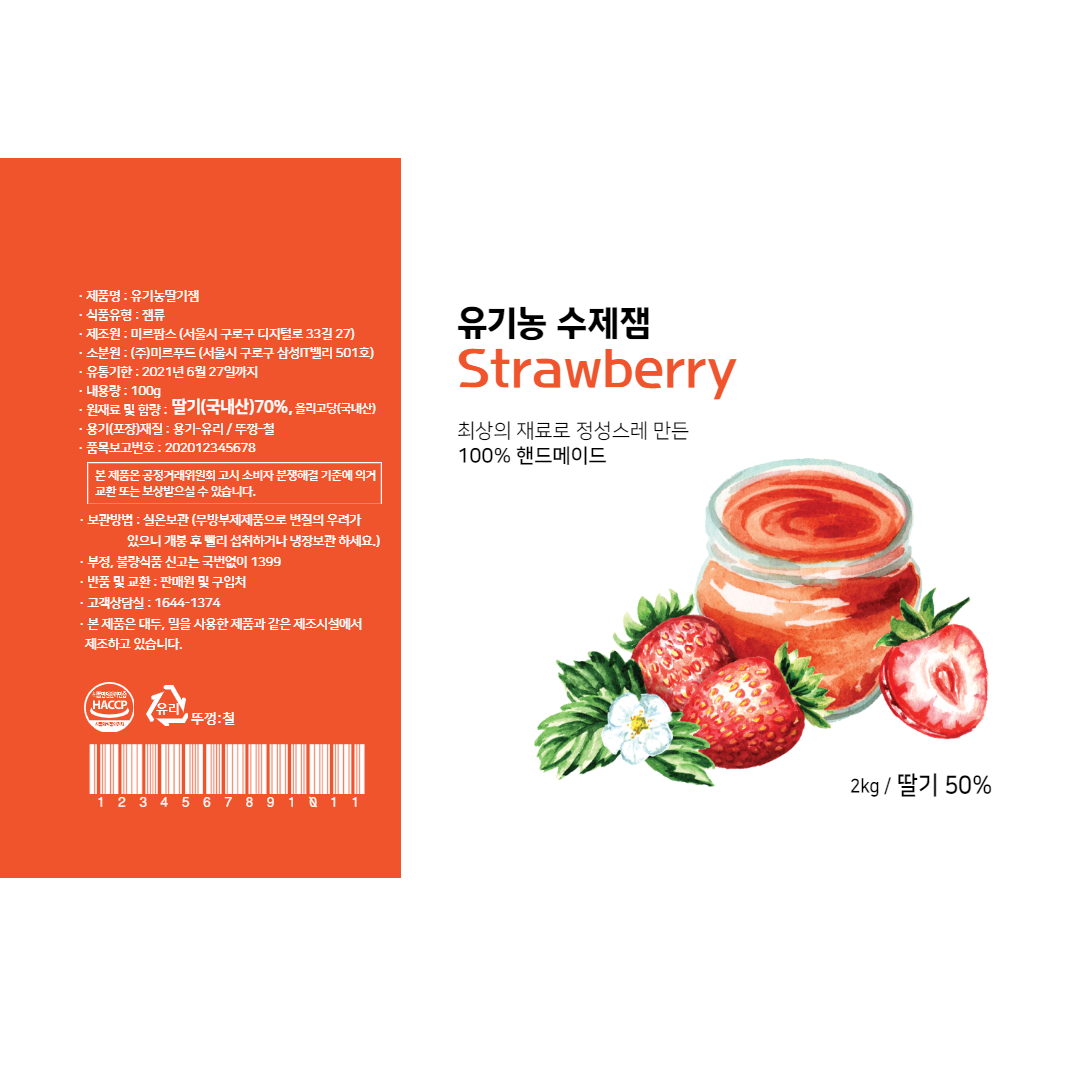 · 제품명 : 유기농딸기잼
· 식품유형 : 잼류
· 제조원 : 미르팜스 (서울시 구로구 디지털로 33길 27)
· 소분원 : (주)미르푸드 (서울시 구로구 삼성IT밸리 501호)
· 유통기한 : 2021년 6월 27일까지
· 내용량 : 100g
· 원재료 및 함량 : 딸기(국내산)70%, 올리고당(국내산)
· 용기(포장)재질 : 용기-유리 / 뚜껑-철
· 품목보고번호 : 202012345678
본 제품은 공정거래위원회 고시 소비자 분쟁해결 기준에 의거
교환 또는 보상받으실 수 있습니다.
· 보관방법 : 실온보관 (무방부제제품으로 변질의 우려가
있으니 개봉 후 빨리 섭취하거나 냉장보관 하세요.)
· 부정, 불량식품 신고는 국번없이 1399
· 반품 및 교환 : 판매원 및 구입처
· 고객상담실 : 1644-1374
· 본 제품은 대두, 밀을 사용한 제품과 같은 제조시설에서
제조하고 있습니다.
HACCP
유리
뚜껑:철
1 2 3 4 5 6 7 8 9 1 0 1 1
유기농 수제잼
Strawberry
최상의 재료로 정성스레 만든
100% 핸드메이드
2kg / 딸기 50%